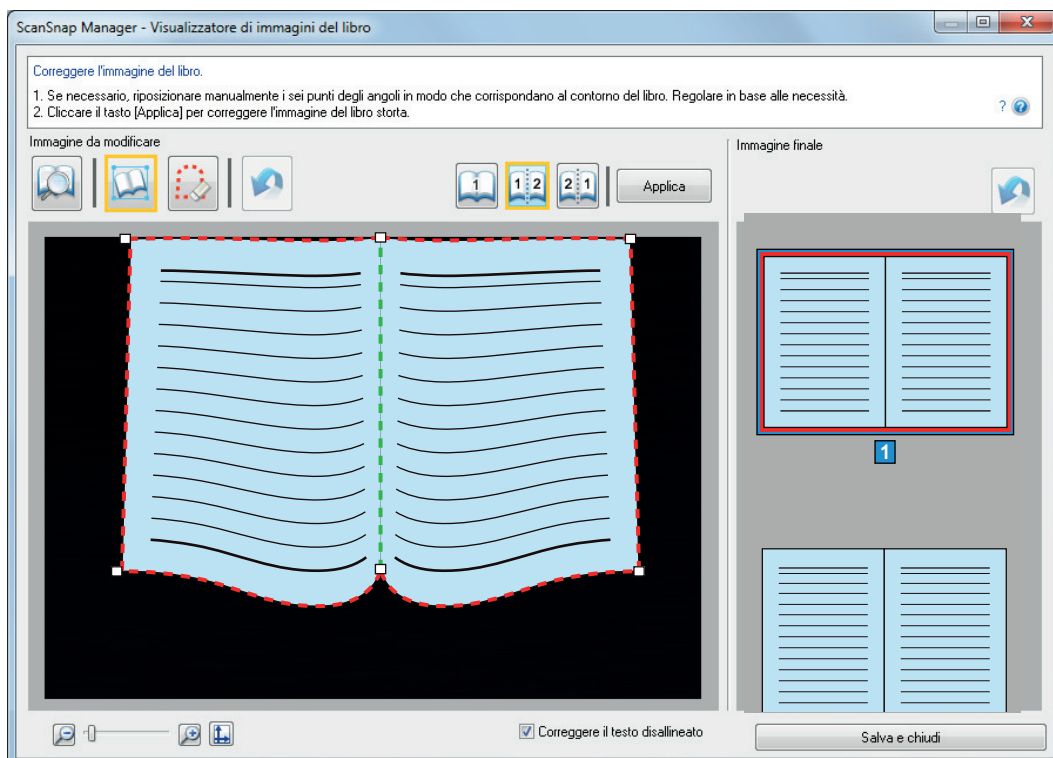 ScanSnap Manager - Visualizzatore di immagini del libro
Correggere l'immagine del libro.
1. Se necessario, riposizionare manualmente i sei punti degli angoli in modo che corrispondano al contorno del libro. Regolare in base alle necessità.
2. Cliccare il tasto [Applica] per correggere l'immagine del libro storta.
? ?
Immagine da modificare
Immagine finale
1
1 2
2 1
Applica
1
Correggere il testo disallineato
Salva e chiudi